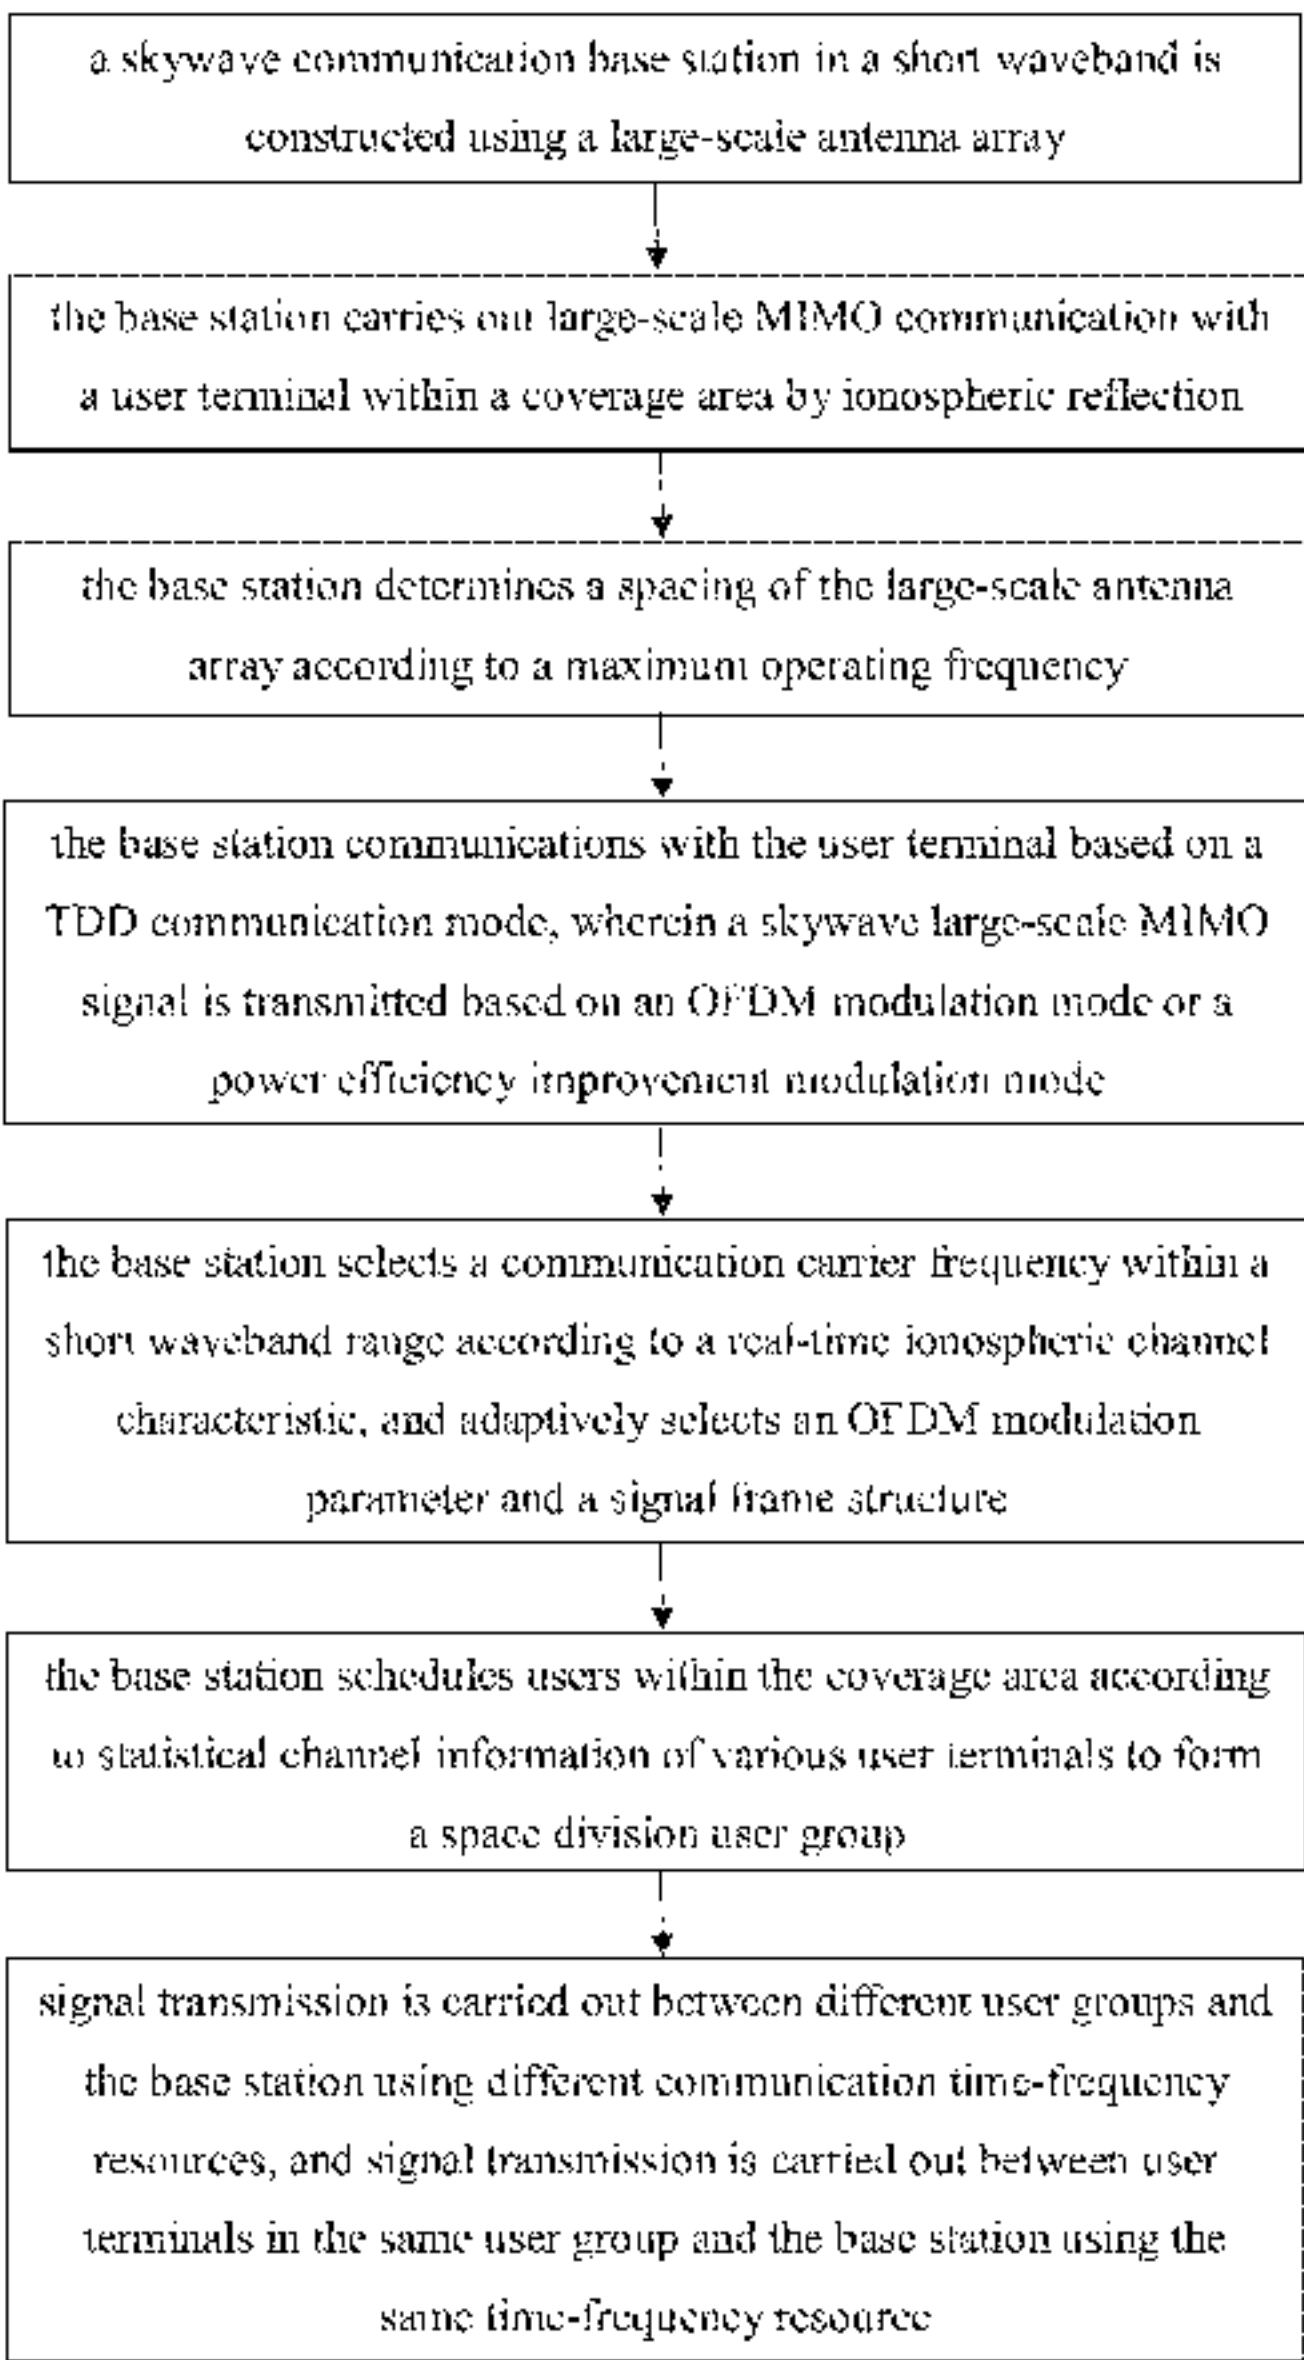 a skywave communication base station in a short waveband is
constructed using a large-scale antenna array
the base station carries out large-scale MIMO communication with
a user terminal within a coverage area by ionospheric reflection
the base station determines a spacing of the large-scale antenna
array according to a maximum operating frequency
the base station communications with the user terminal based on a
TDD communication mode, wherein a skywave large-scale MIMO
signal is transmitted based on an OFDM modulation mode or a
power efficiency improvement modulation mode
the base station selects a communication carrier frequency within a
short waveband range according to a real-time ionospheric channel
characteristic, and adaptively selects an OFDM modulation
parameter and a signal frame structure
the base station schedules users within the coverage area according
to statistical channel information of various user terminals to form
a space division user group
signal transmission is carried out between different user groups and
the base station using different communication time-frequency
resources, and signal transmission is carried out between user
terminals in the same user group and the base station using the
same time-frequency resource